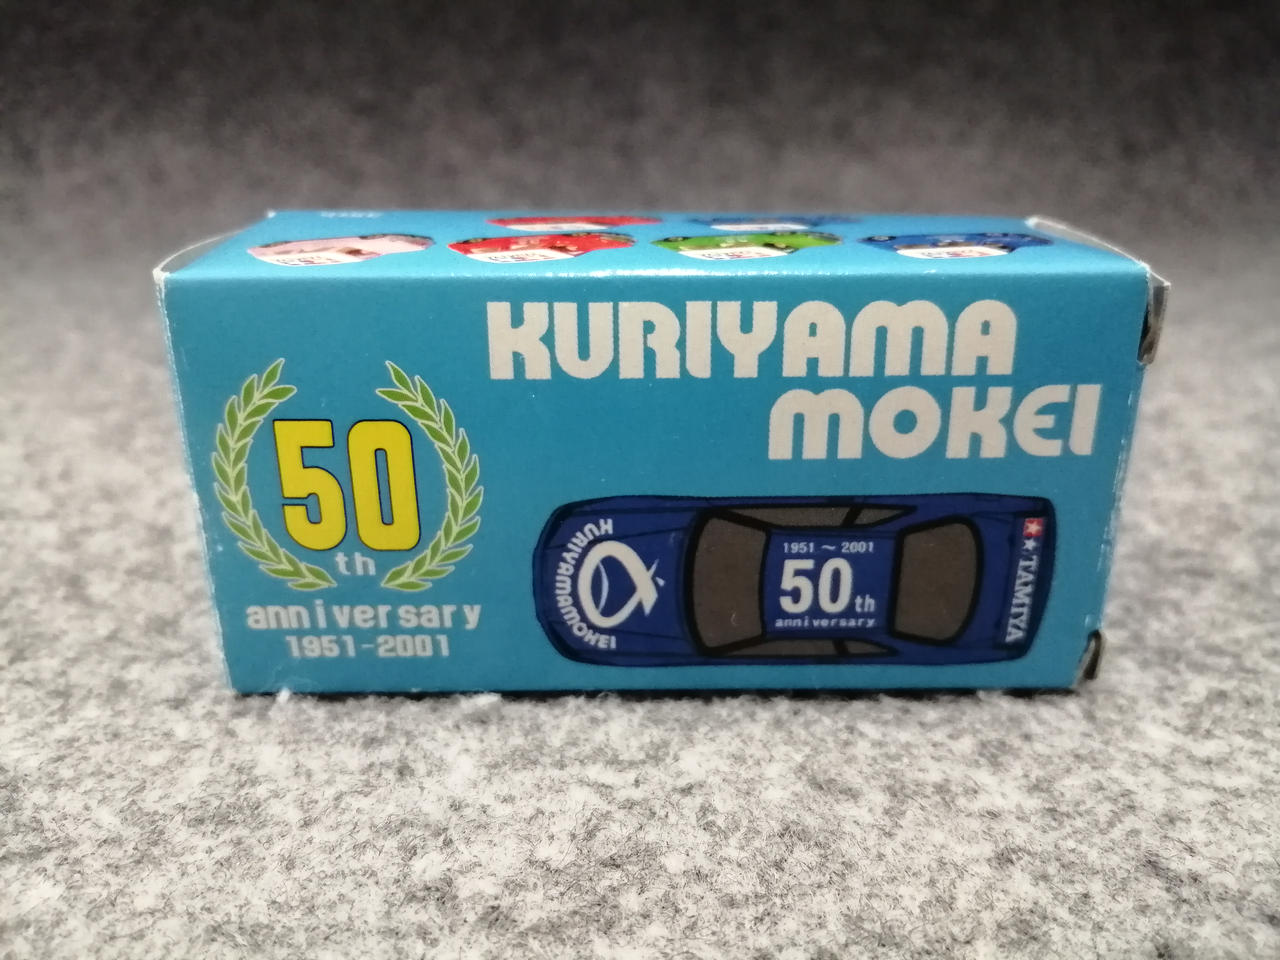 KURIYAMA
MOKEI
50
th
anniversary
1951-2001
KURIYAMAMOKEI
1951~2001
50th
anniversary
TAMIYA